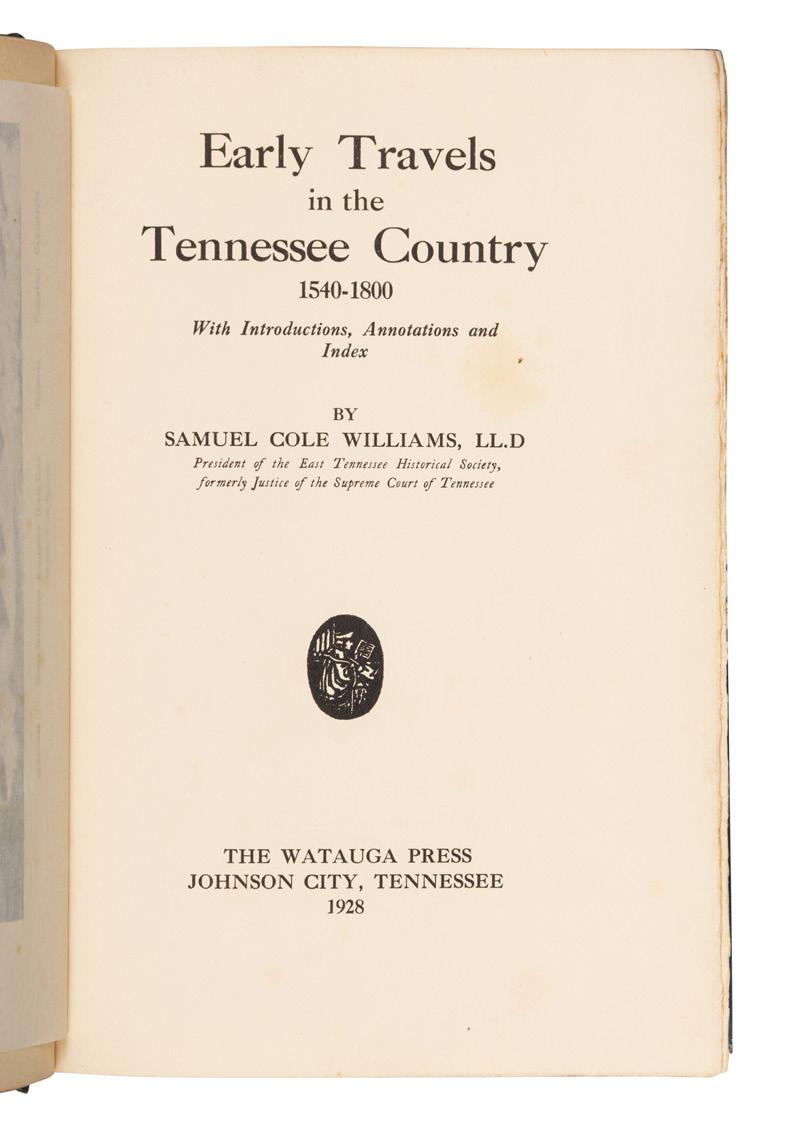 Early Travels
in the
Tennessee Country
1540-1800
With Introductions, Annotations and
Index
BY
SAMUEL COLE WILLIAMS, LL.D
President of the East Tennessee Historical Society,
formerly Justice of the Supreme Court of Tennessee
THE WATAUGA PRESS
JOHNSON CITY, TENNESSEE
1928